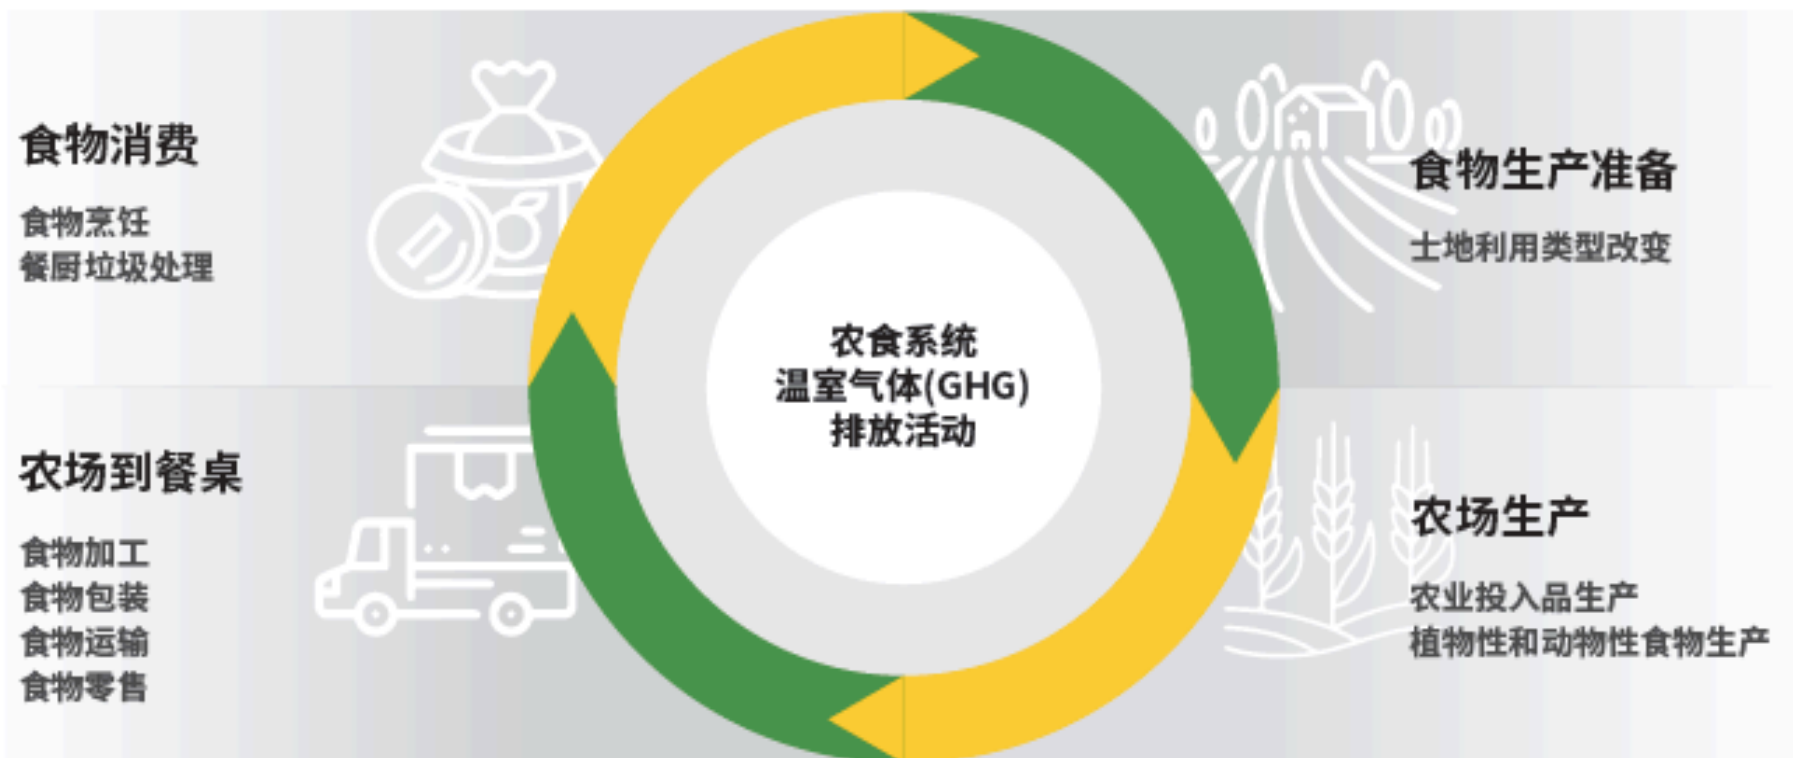 食物消费
食物烹饪
餐厨垃圾处理
食物生产准备
土地利用类型改变
农食系统
温室气体(GHG)
排放活动
农场到餐桌
食物加工
食物包装
食物运输
食物零售
农场生产
农业投入品生产
植物性和动物性食物生产